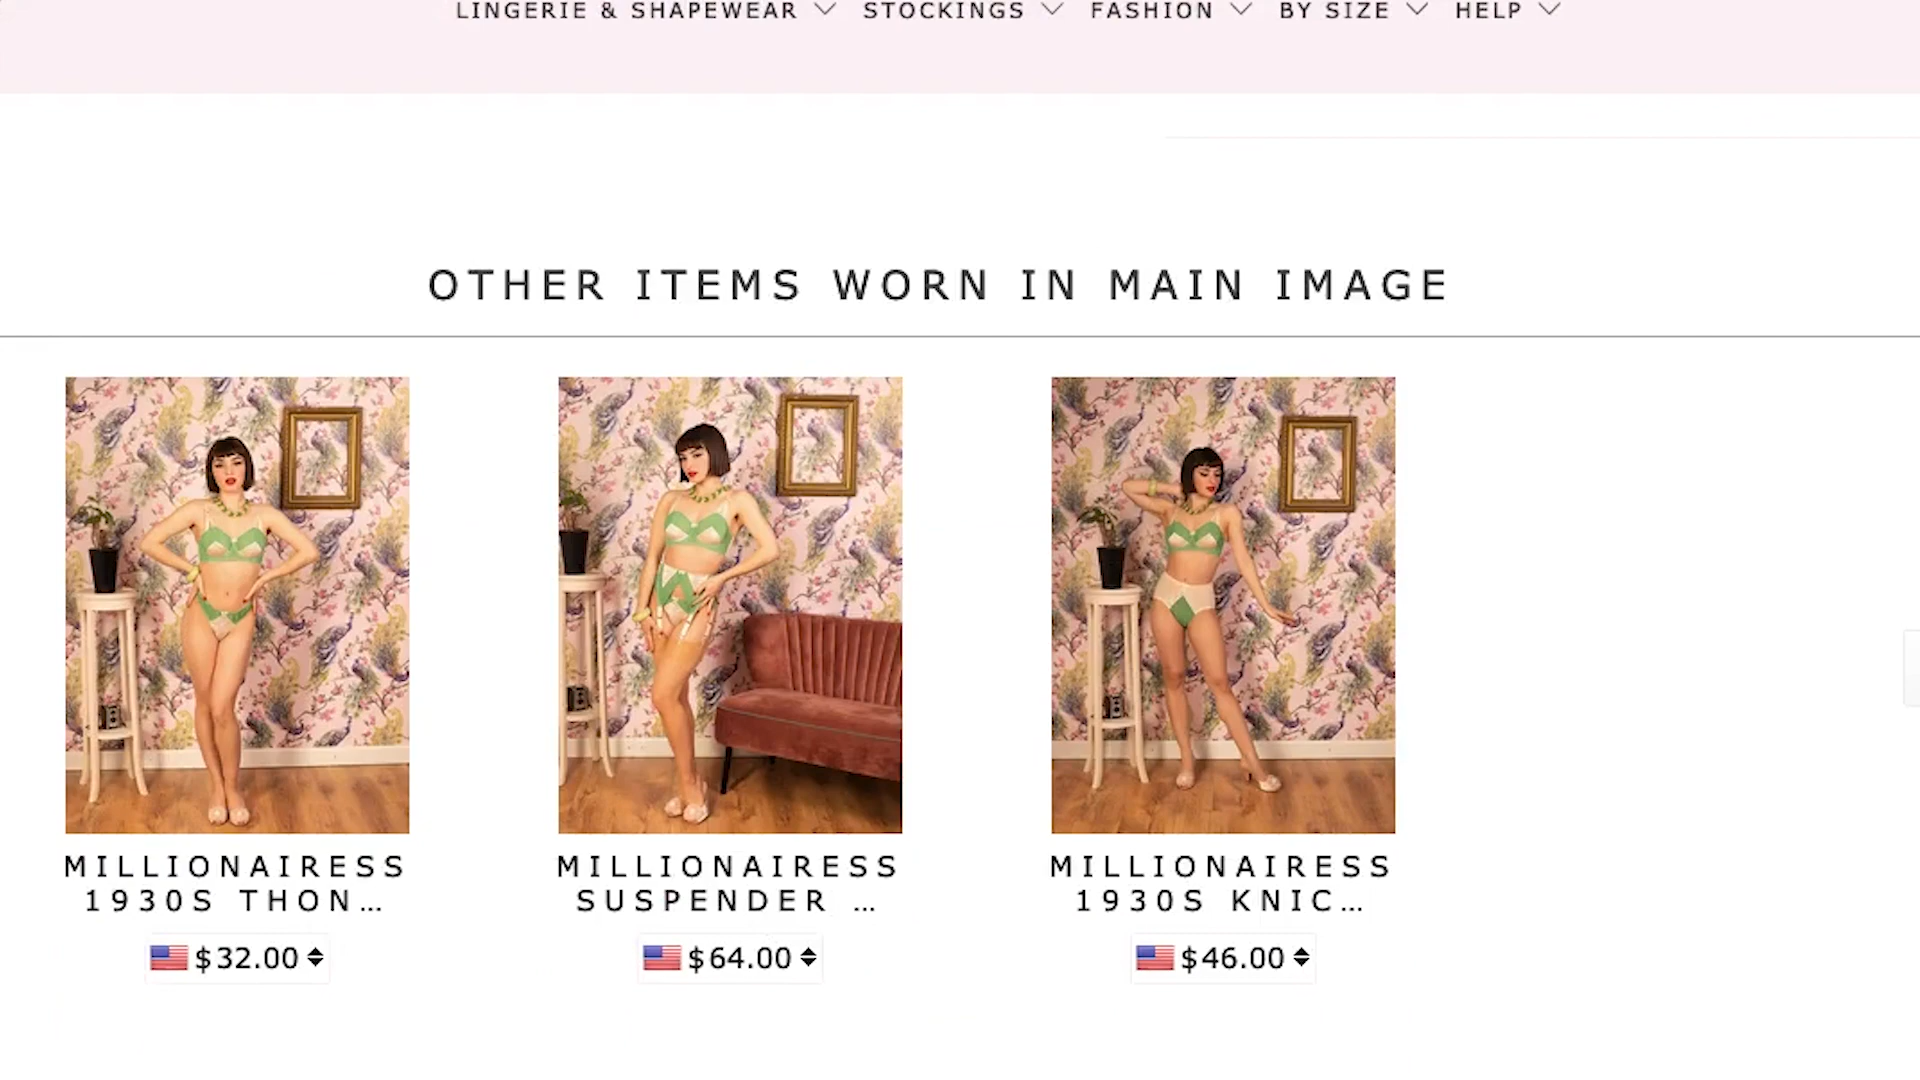 LINGERIE & SHAPEWEAR STOCKINGS FASHION BY SIZE HELP
OTHER ITEMS WORN IN MAIN IMAGE
MILLIONAIRESS
1930S THON…
$32.00
MILLIONAIRESS
SUSPENDER …
$64.00
MILLIONAIRESS
1930S KNIC…
$46.00